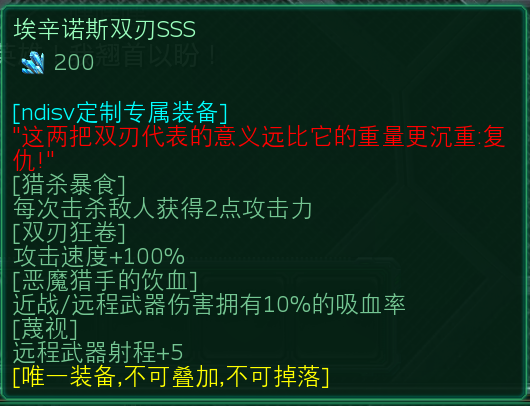 埃辛诺斯双刃SSS
200
[ndisv定制专属装备]
"这两把双刃代表的意义远比它的重量更沉重:复
仇!"
[猎杀暴食]
每次击杀敌人获得2点攻击力
[双刃狂卷]
攻击速度+100%
[恶魔猎手的饮血]
近战/远程武器伤害拥有10%的吸血率
[蔑视]
远程武器射程+5
[唯一装备,不可叠加,不可掉落]